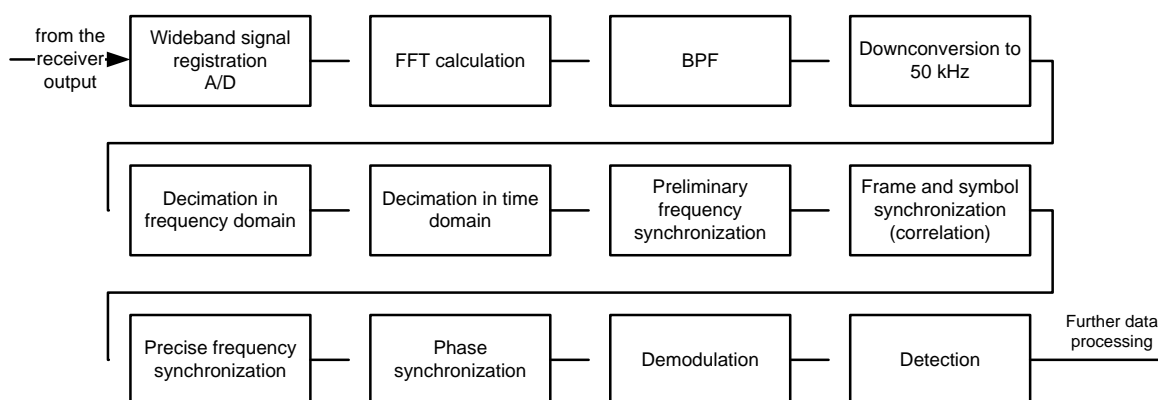 from the
receiver
output
Wideband signal
registration
A/D
FFT calculation
BPF
Downconversion to
50 kHz
Decimation in
frequency domain
Decimation in time
domain
Preliminary
frequency
synchronization
Frame and symbol
synchronization
(correlation)
Precise frequency
synchronization
Phase
synchronization
Demodulation
Detection
Further data
processing